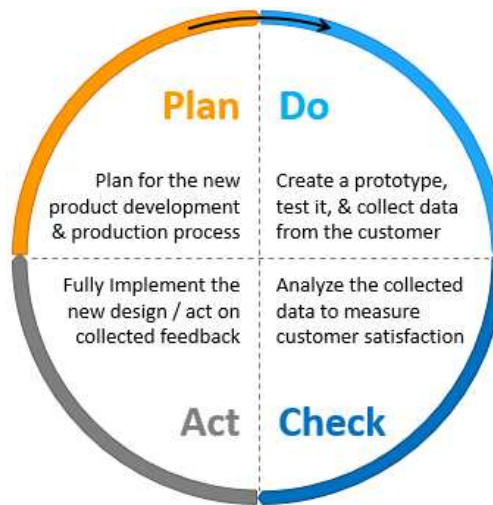 Plan
Plan for the new
product development
& production process
Do
Create a prototype,
test it, & collect data
from the customer
Fully Implement the
new design / act on
collected feedback
Act
Analyze the collected
data to measure
customer satisfaction
Check